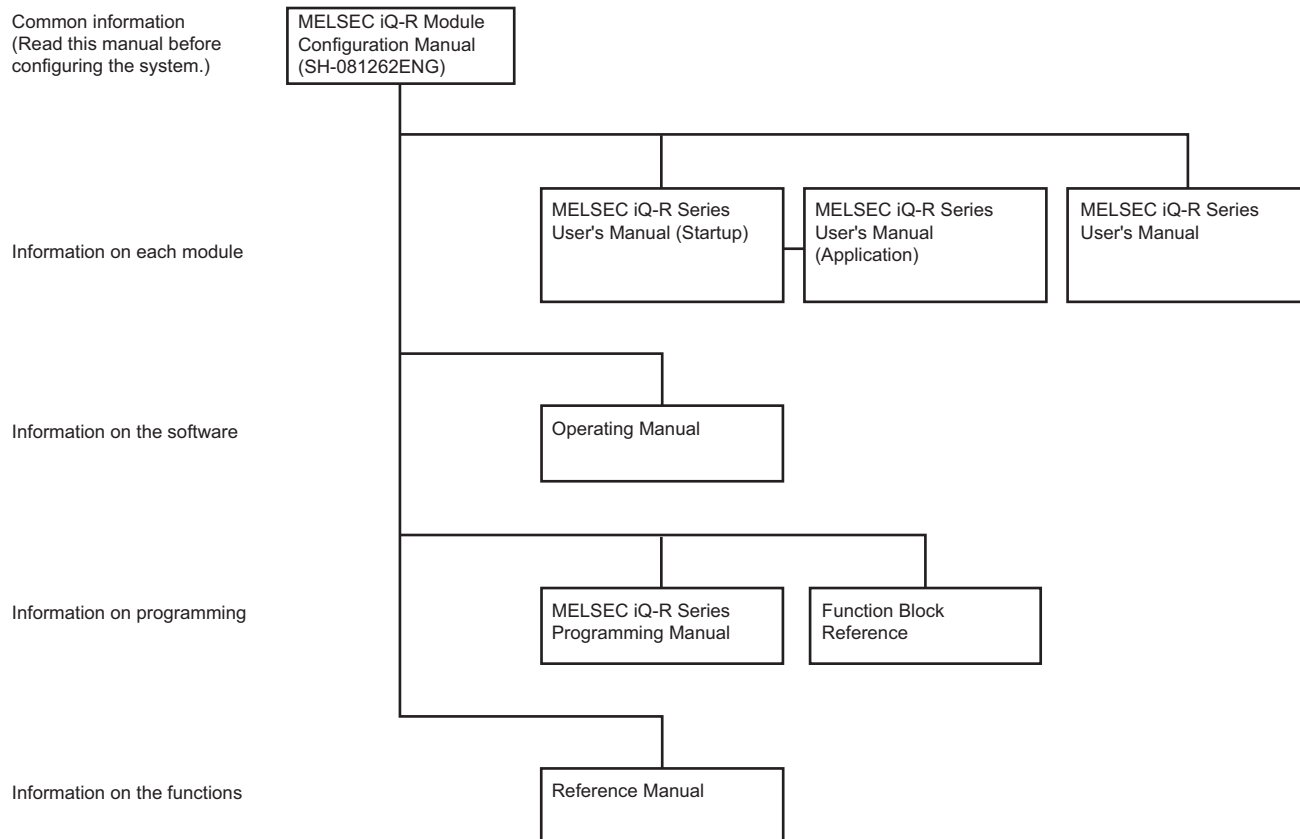 Common information
(Read this manual before
configuring the system.)
MELSEC iQ-R Module
Configuration Manual
(SH-081262ENG)
Information on each module
MELSEC iQ-R Series
User's Manual (Startup)
MELSEC iQ-R Series
User's Manual
(Application)
MELSEC iQ-R Series
User's Manual
Information on the software
Operating Manual
Information on programming
MELSEC iQ-R Series
Programming Manual
Function Block
Reference
Information on the functions
Reference Manual